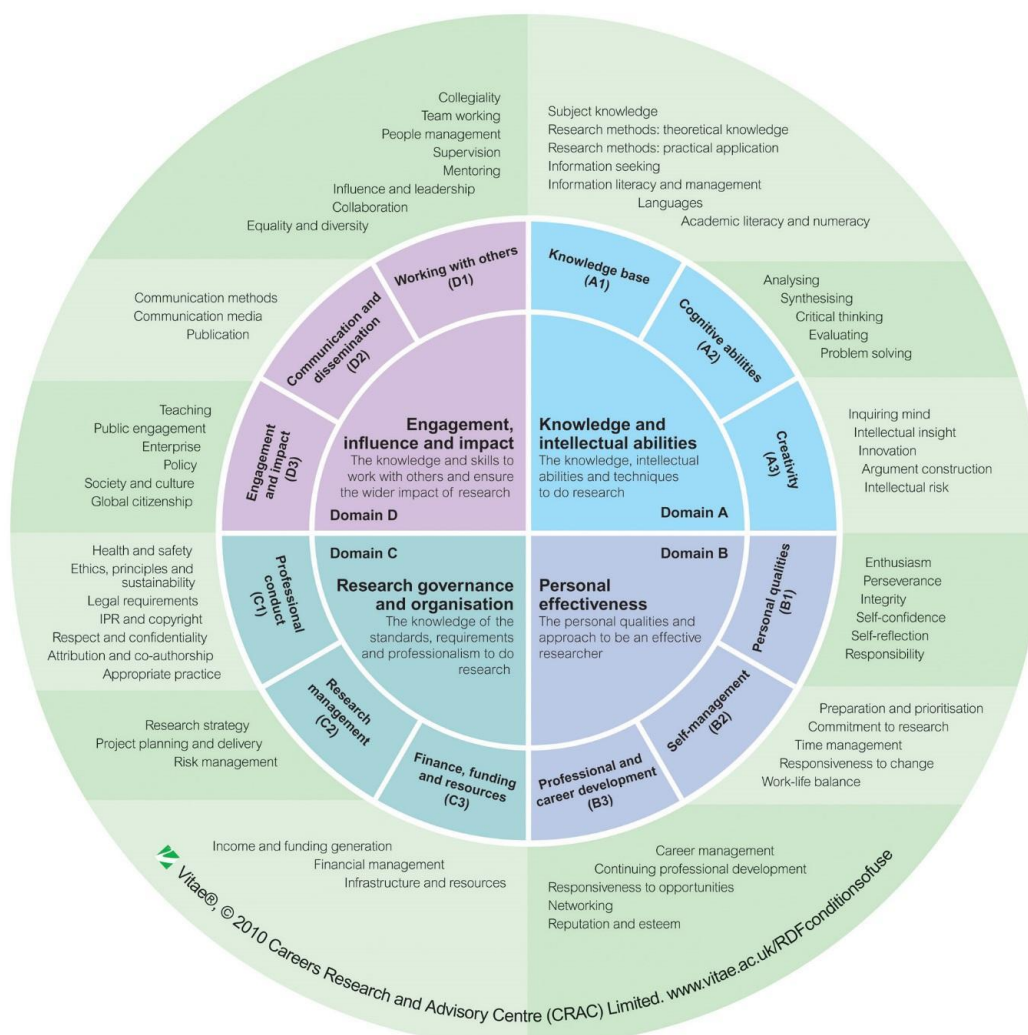 Collegiality
Team working
People management
Supervision
Mentoring
Influence and leadership
Collaboration
Equality and diversity
Subject knowledge
Research methods: theoretical knowledge
Research methods: practical application
Information seeking
Information literacy and management
Languages
Academic literacy and numeracy
Working with others
(D1)
Knowledge base
(A1)
Communication methods
Communication media
Publication
Communication and
dissemination
(D2)
Cognitive abilities
(A2)
Analysing
Synthesising
Critical thinking
Evaluating
Problem solving
Teaching
Public engagement
Enterprise
Policy
Society and culture
Global citizenship
Engagement
and impact
(D3)
Engagement,
influence and impact
The knowledge and skills to
work with others and ensure
the wider impact of research
Domain D
Knowledge and
intellectual abilities
The knowledge, intellectual
abilities and techniques
to do research
Domain A
Creativity
(A3)
Inquiring mind
Intellectual insight
Innovation
Argument construction
Intellectual risk
Health and safety
Ethics, principles and
sustainability
Legal requirements
IPR and copyright
Respect and confidentiality
Attribution and co-authorship
Appropriate practice
Professional
conduct
(C1)
Domain C
Research governance
and organisation
The knowledge of the
standards, requirements
and professionalism to do
research
Domain B
Personal
effectiveness
The personal qualities and
approach to be an effective
researcher
Personal qualities
(B1)
Enthusiasm
Perseverance
Integrity
Self-confidence
Self-reflection
Responsibility
Research strategy
Project planning and delivery
Risk management
Research
management
(C2)
Self-management
(B2)
Preparation and prioritisation
Commitment to research
Time management
Responsiveness to change
Work-life balance
Finance, funding
and resources
(C3)
Professional and
career development
(B3)
Income and funding generation
Financial management
Infrastructure and resources
Career management
Continuing professional development
Responsiveness to opportunities
Networking
Reputation and esteem
Vitae®, © 2010 Careers Research and Advisory Centre (CRAC) Limited. www.vitae.ac.uk/RDFconditionsofuse